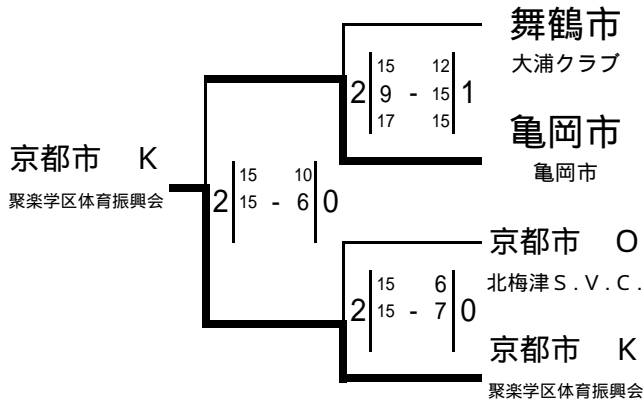 舞鶴市
大浦クラブ
15 12
2 9 - 15 1
17 15
亀岡市
亀岡市
京都市 K
聚楽学区体育振興会
15 10
2 15 - 6 0
京都市 O
北梅津S.V.C.
15 6
2 15 - 7 0
京都市 K
聚楽学区体育振興会